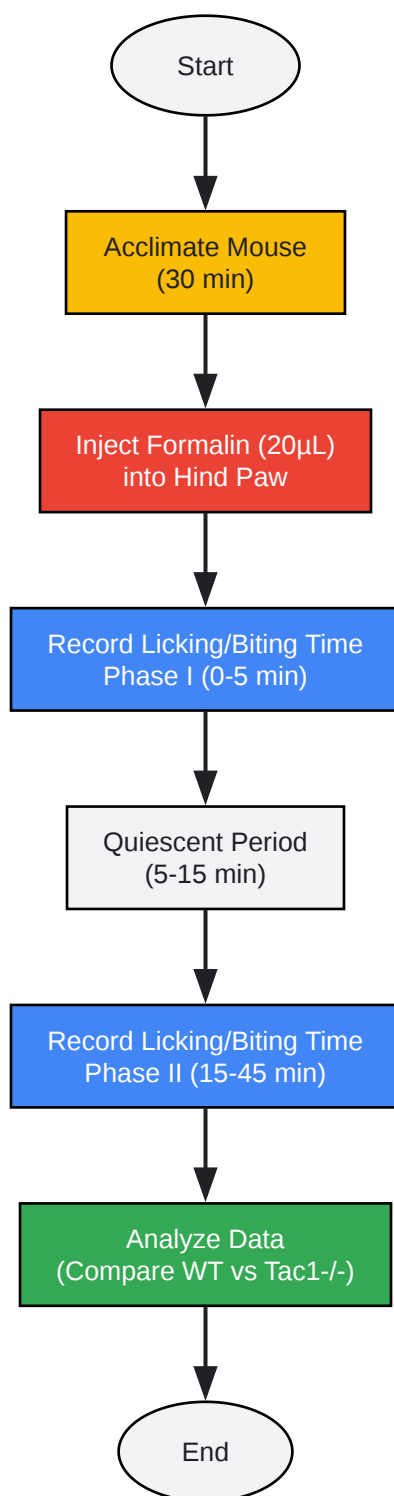 Start
Acclimate Mouse
(30 min)
Inject Formalin (20µL)
into Hind Paw
Record Licking/Biting Time
Phase I (0-5 min)
Quiescent Period
(5-15 min)
Record Licking/Biting Time
Phase II (15-45 min)
Analyze Data
(Compare WT vs Tac1-/-)
End